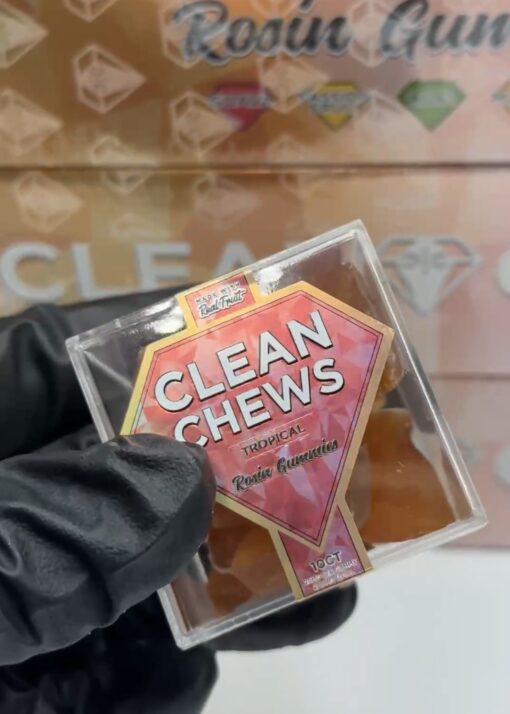 Rosin Gum
CLEA
MADE WITH
Real Fruit
CLEAN
CHEWS
TROPICAL
Rosin Gummies
10CT